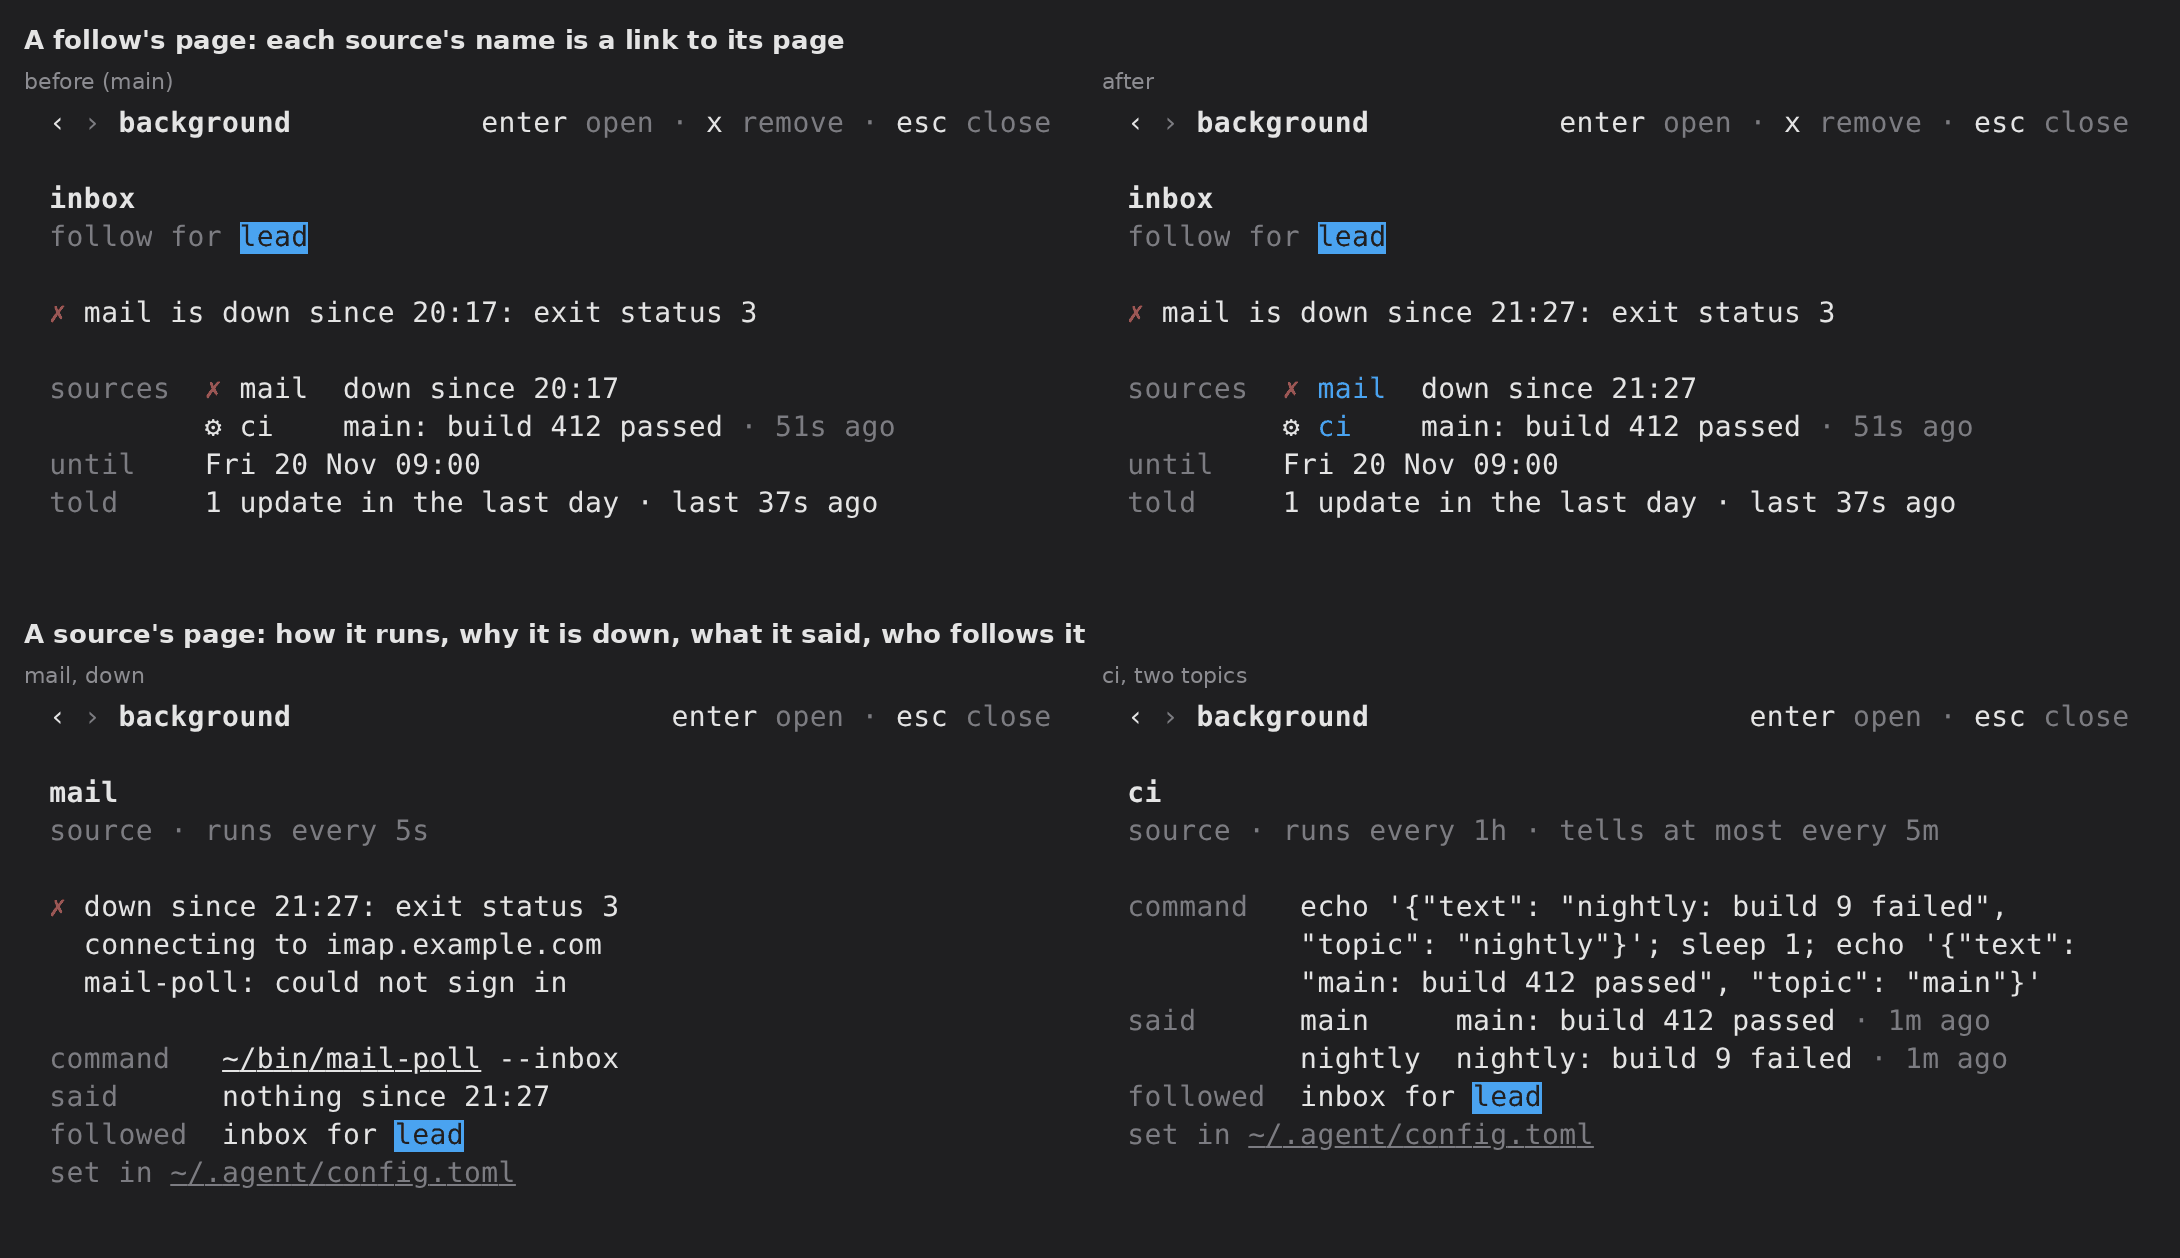 A follow's page: each source's name is a link to its page
before (main)
‹ › background enter open · x remove · esc close
inbox
follow for lead
✗ mail is down since 20:17: exit status 3
sources ✗ mail down since 20:17
⚙ ci main: build 412 passed · 51s ago
until Fri 20 Nov 09:00
told 1 update in the last day · last 37s ago
after
‹ › background enter open · x remove · esc close
inbox
follow for lead
✗ mail is down since 21:27: exit status 3
sources ✗ mail down since 21:27
⚙ ci main: build 412 passed · 51s ago
until Fri 20 Nov 09:00
told 1 update in the last day · last 37s ago
A source's page: how it runs, why it is down, what it said, who follows it
mail, down
‹ › background enter open · esc close
mail
source · runs every 5s
✗ down since 21:27: exit status 3
connecting to imap.example.com
mail-poll: could not sign in
command ~/bin/mail-poll --inbox
said nothing since 21:27
followed inbox for lead
set in ~/.agent/config.toml
ci, two topics
‹ › background enter open · esc close
ci
source · runs every 1h · tells at most every 5m
command echo '{"text": "nightly: build 9 failed",
"topic": "nightly"}'; sleep 1; echo '{"text":
"main: build 412 passed", "topic": "main"}'
said main main: build 412 passed · 1m ago
nightly nightly: build 9 failed · 1m ago
followed inbox for lead
set in ~/.agent/config.toml